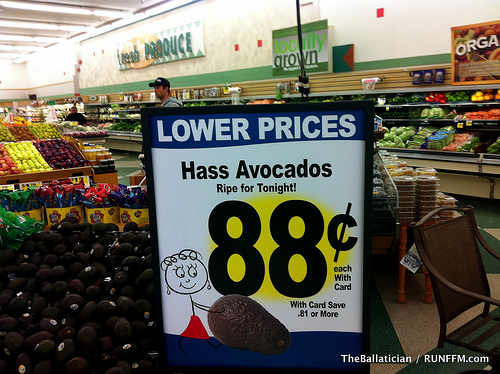 Fresh PRODUCE
locally
grown
ORGA
LOWER PRICES
Hass Avocados
Ripe for Tonight!
88¢
each
With
Card
With Card Save
.81 or More
TheBallatician / RUNFFM.com